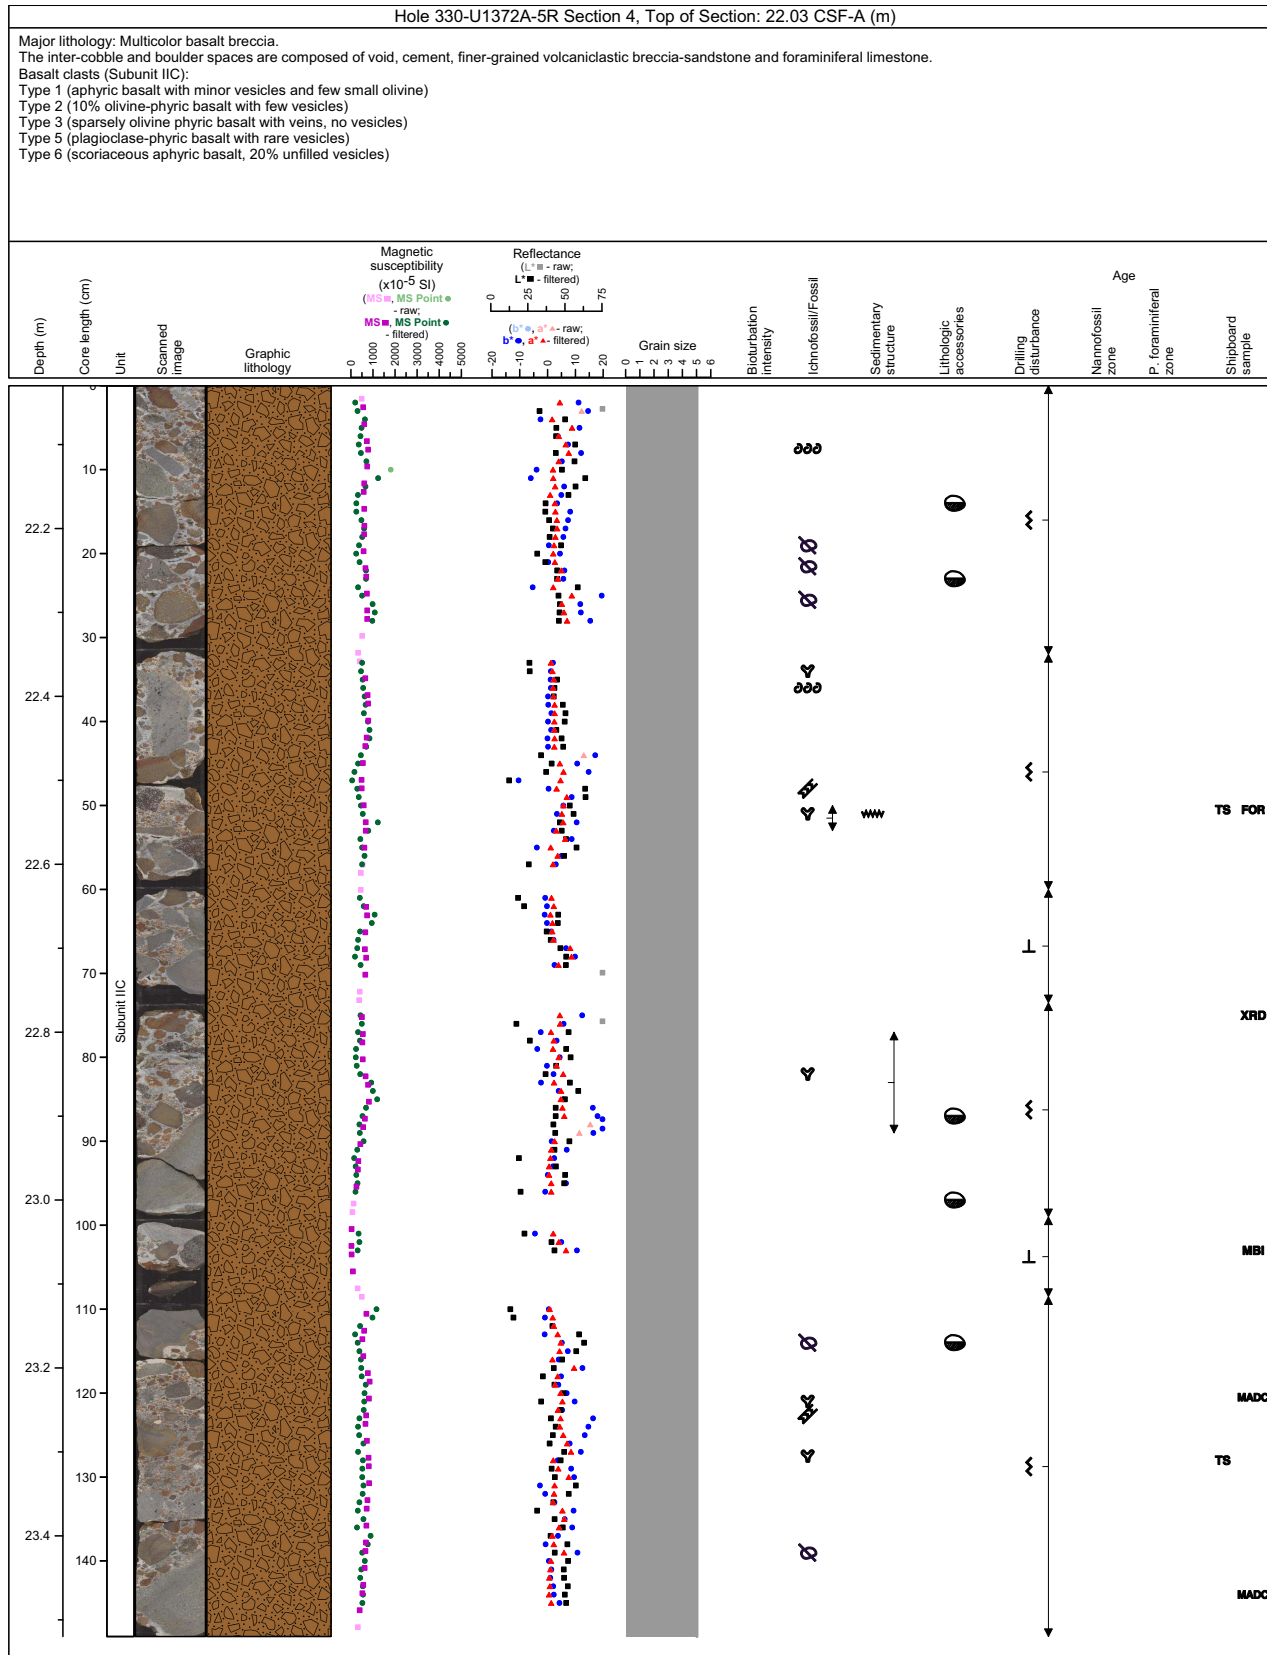 Hole 330-U1372A-5R Section 4, Top of Section: 22.03 CSF-A (m)
Major lithology: Multicolor basalt breccia.
The inter-cobble and boulder spaces are composed of void, cement, finer-grained volcaniclastic breccia-sandstone and foraminiferal limestone.
Basalt clasts (Subunit IIC):
Type 1 (aphyric basalt with minor vesicles and few small olivine)
Type 2 (10% olivine-phyric basalt with few vesicles)
Type 3 (sparsely olivine phyric basalt with veins, no vesicles)
Type 5 (plagioclase-phyric basalt with rare vesicles)
Type 6 (scoriaceous aphyric basalt, 20% unfilled vesicles)
Depth (m)
Core length (cm)
Unit
Scanned
image
Graphic
lithology
Magnetic
susceptibility
(x10-5 SI)
(MS■, MS Point●
- raw;
MS■, MS Point●
- filtered)
0 1000 2000 3000 4000 5000
Reflectance
(L*■ - raw;
L*■ - filtered)
0 25 50 75
(b*●, a*▲- raw;
b*●, a*▲- filtered)
-20 -10 0 10 20
Grain size
0 1 2 3 4 5 6
Bioturbation
intensity
Ichnofossil/Fossil
Sedimentary
structure
Lithologic
accessories
Drilling
disturbance
Age
Nannofossil
zone
P. foraminiferal
zone
Shipboard
sample
0
10
22.2
20
30
22.4
40
50
TS FOR
22.6
60
70
Subunit IIC
XRD
22.8
80
90
23.0
100
MBI
110
23.2
120
MADC
TS
130
23.4
140
MADC